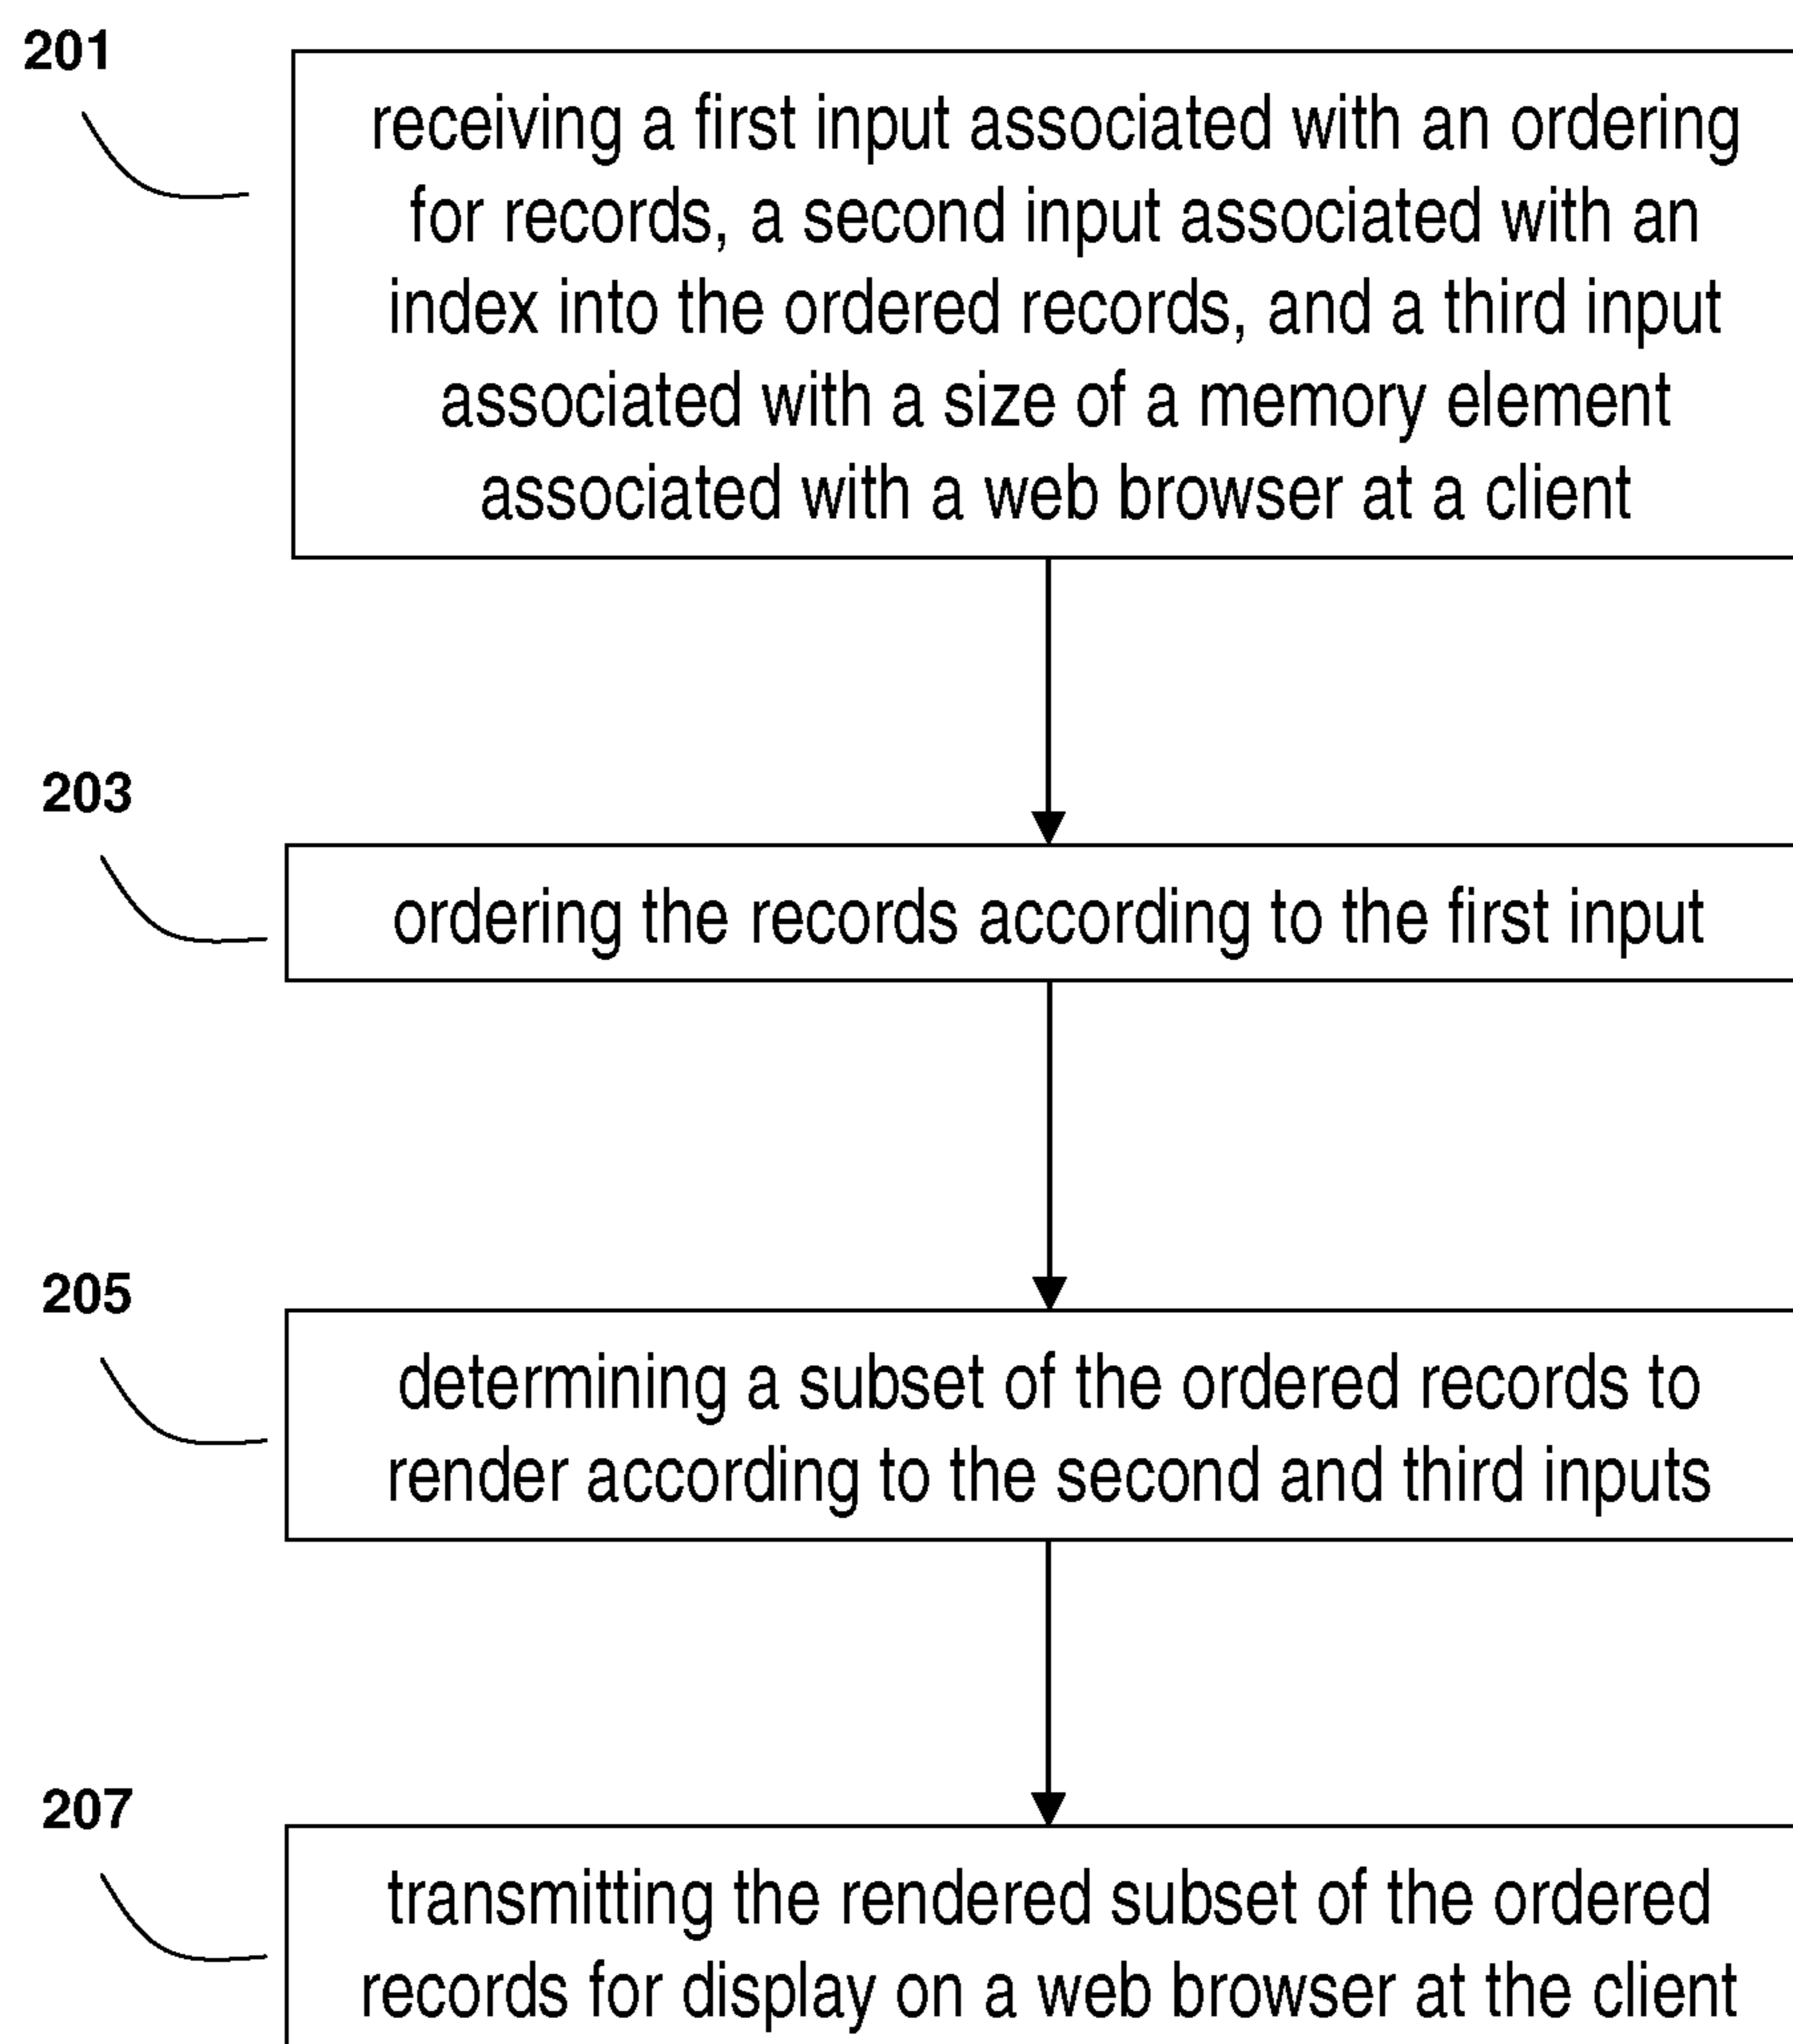 201
receiving a first input associated with an ordering
for records, a second input associated with an
index into the ordered records, and a third input
associated with a size of a memory element
associated with a web browser at a client
203
ordering the records according to the first input
205
determining a subset of the ordered records to
render according to the second and third inputs
207
transmitting the rendered subset of the ordered
records for display on a web browser at the client